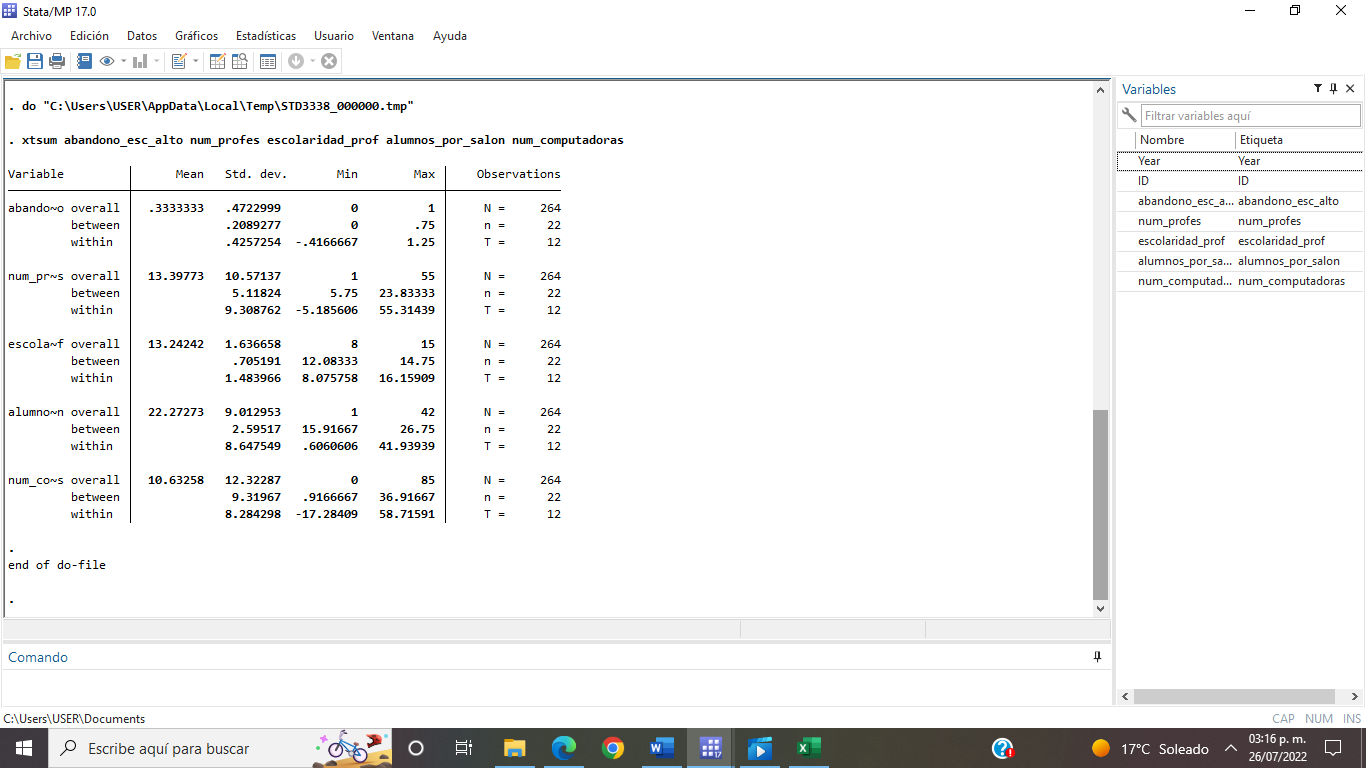 Stata/MP 17.0
Archivo Edición Datos Gráficos Estadísticas Usuario Ventana Ayuda
. do "C:\Users\USER\AppData\Local\Temp\STD3338_000000.tmp"
. xtsum abandono_esc_alto num_profes escolaridad_prof alumnos_por_salon num_computadoras
Variable Mean Std. dev. Min Max Observations
abando~o overall .3333333 .4722999 0 1 N = 264
between .2089277 0 .75 n = 22
within .4257254 -.4166667 1.25 T = 12
num_pr~s overall 13.39773 10.57137 1 55 N = 264
between 5.11824 5.75 23.83333 n = 22
within 9.308762 -5.185606 55.31439 T = 12
escola~f overall 13.24242 1.636658 8 15 N = 264
between .705191 12.08333 14.75 n = 22
within 1.483966 8.075758 16.15909 T = 12
alumno~n overall 22.27273 9.012953 1 42 N = 264
between 2.59517 15.91667 26.75 n = 22
within 8.647549 .6060606 41.93939 T = 12
num_co~s overall 10.63258 12.32287 0 85 N = 264
between 9.31967 .9166667 36.91667 n = 22
within 8.284298 -17.28409 58.71591 T = 12
.
end of do-file
.
Variables
Filtrar variables aquí
Nombre Etiqueta
Year Year
ID ID
abandono_esc_a... abandono_esc_alto
num_profes num_profes
escolaridad_prof escolaridad_prof
alumnos_por_sa... alumnos_por_salon
num_computad... num_computadoras
Comando
C:\Users\USER\Documents
CAP NUM INS
Escribe aquí para buscar
17
17°C Soleado
03:16 p. m.
26/07/2022